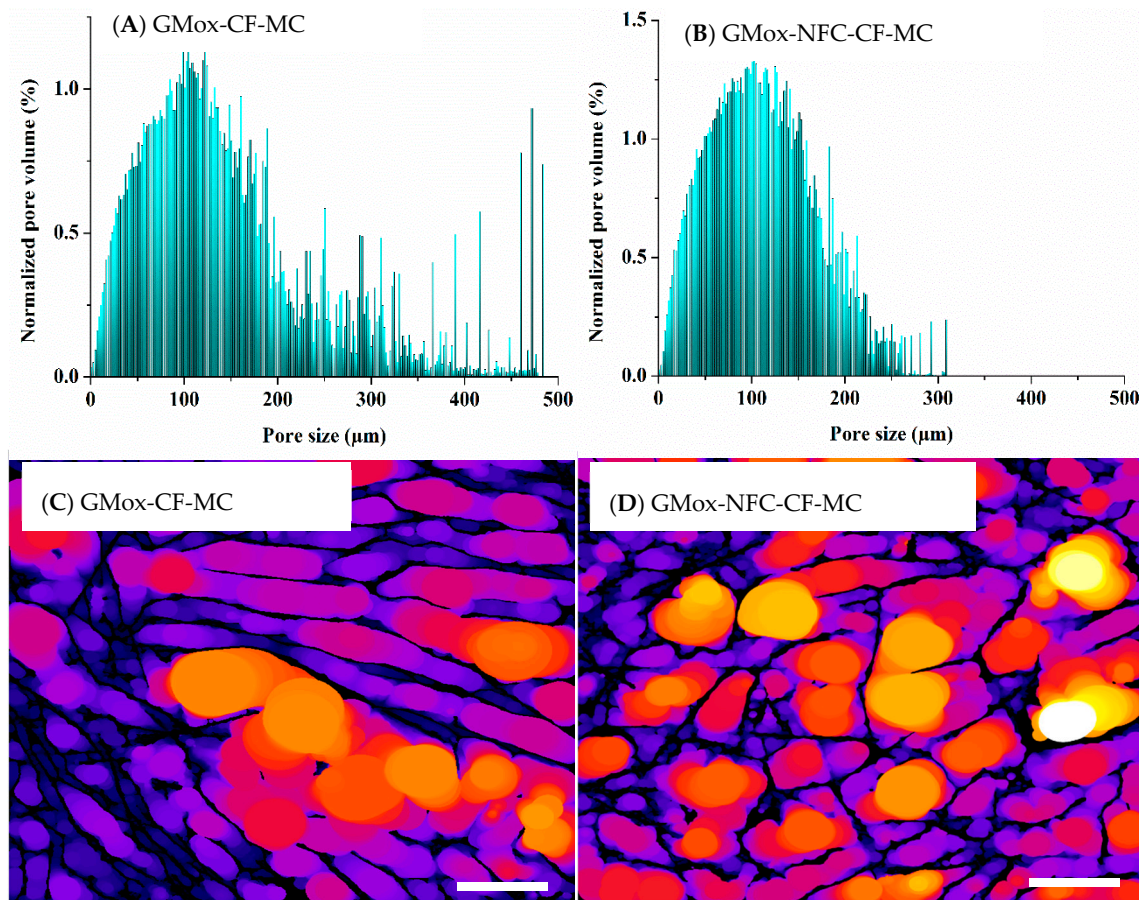 (A) GMox-CF-MC
Normalized pore volume (%)
1.0
0.5
0.0
0
100
200
300
400
500
Pore size (µm)
(B) GMox-NFC-CF-MC
Normalized pore volume (%)
1.5
1.0
0.5
0.0
0
100
200
300
400
500
Pore size (µm)
(C) GMox-CF-MC
(D) GMox-NFC-CF-MC